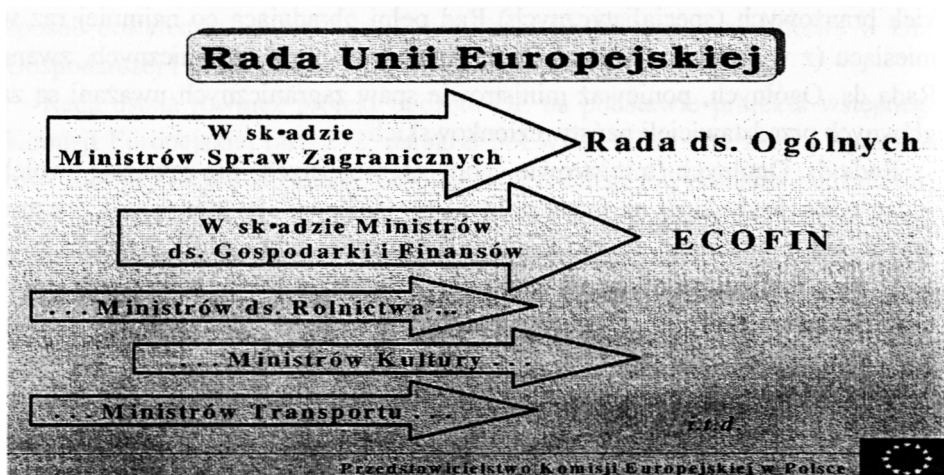 Rada Unii Europejskiej
W sk•adzie
Ministrów Spraw Zagranicznych
Rada ds. Ogólnych
W sk•adzie Ministrów
ds. Gospodarki i Finansów
ECOFIN
. . . Ministrów ds. Rolnictwa ...
. . . . Ministrów Kultury . . .
. . . Ministrów Transportu . . . .
i.t.d.
Przedstawicielstwo Komisji Europejskiej w Polsce